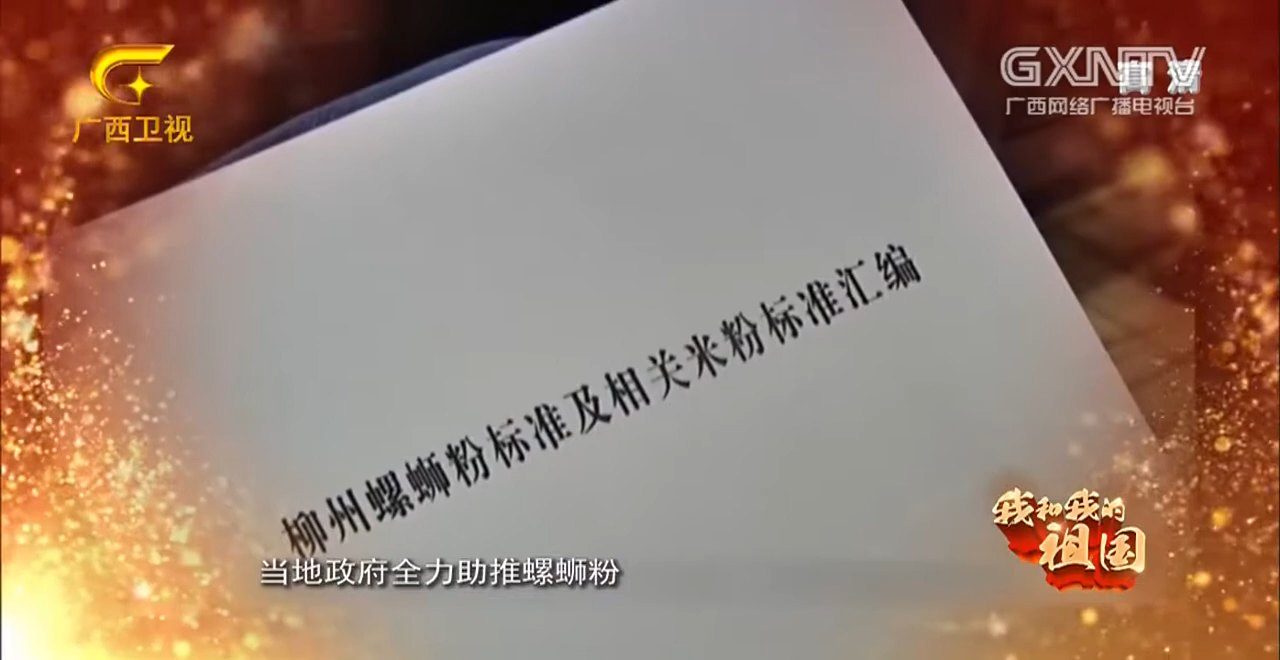 广西卫视
GXNTV
高清
广西网络广播电视台
柳州螺蛳粉标准及相关米粉标准汇编
当地政府全力助推螺蛳粉
我和我的
祖国